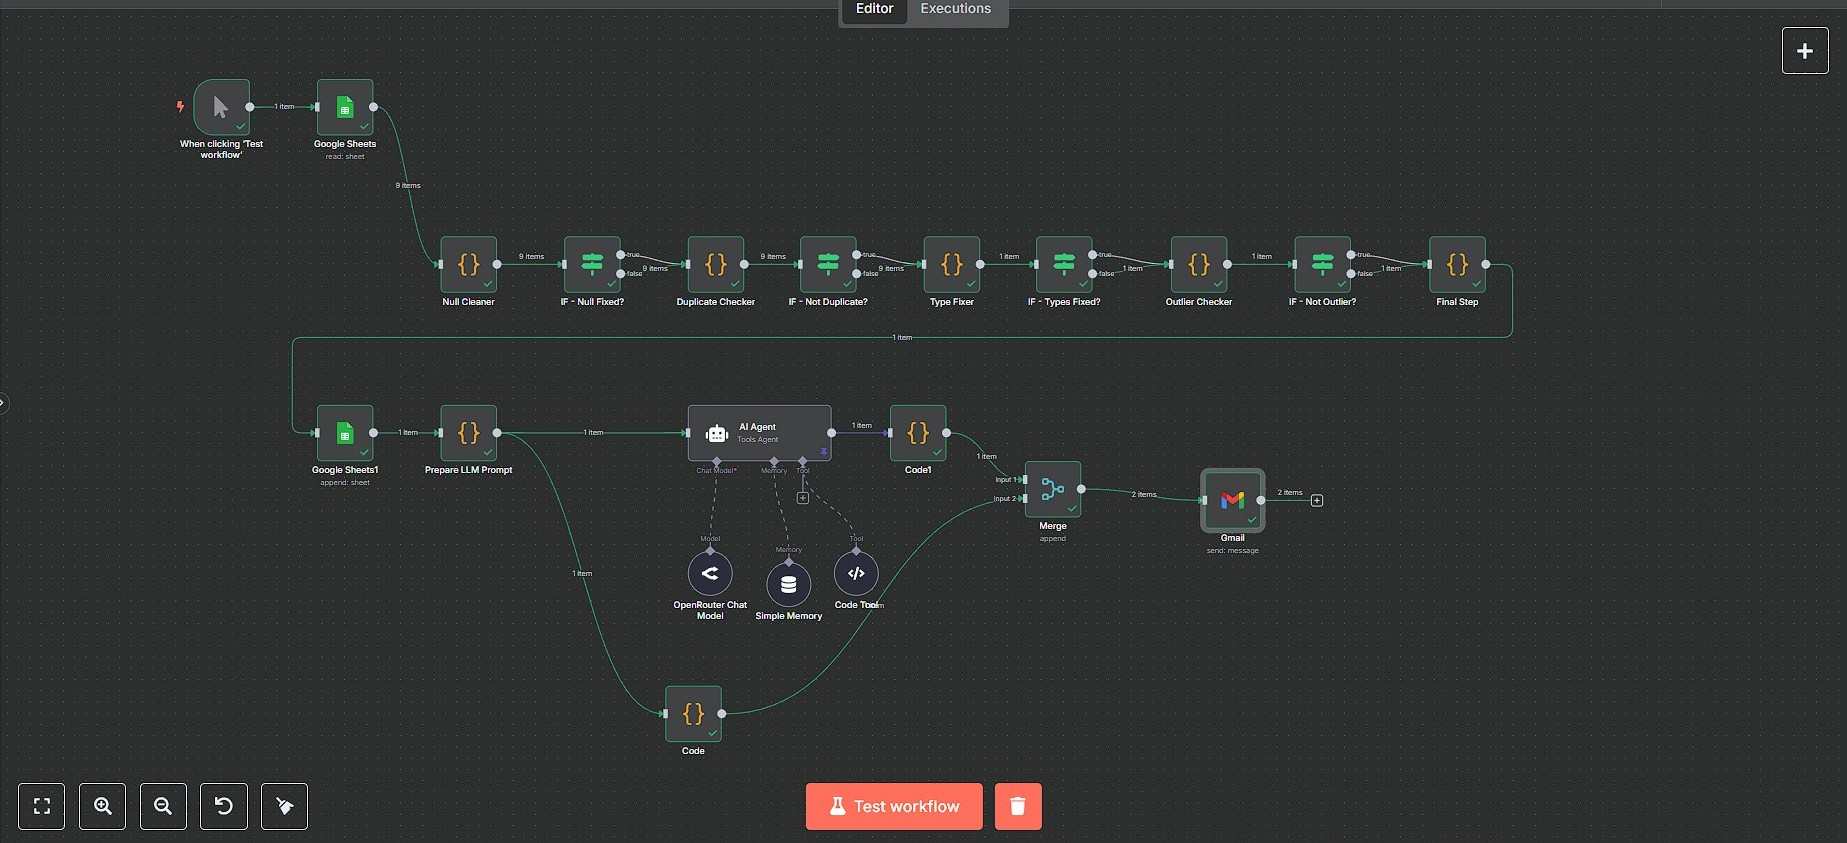 Editor
Executions
1 item
When clicking 'Test
workflow'
Google Sheets
read: sheet
9 items
Null Cleaner
9 items
true
false
9 items
IF - Null Fixed?
Duplicate Checker
9 items
true
false
9 items
IF - Not Duplicate?
Type Fixer
1 item
true
false
1 item
IF - Types Fixed?
Outlier Checker
1 item
true
false
1 item
IF - Not Outlier?
Final Step
1 item
Google Sheets1
append: sheet
1 item
Prepare LLM Prompt
1 item
AI Agent
Tools Agent
Chat Model*
Memory
Tool
1 item
Code1
1 item
Input 1
Input 2
Merge
append
2 items
Gmail
send: message
2 items
Model
OpenRouter Chat
Model
Memory
Simple Memory
Tool
Code Tool
1 item
Code
Test workflow